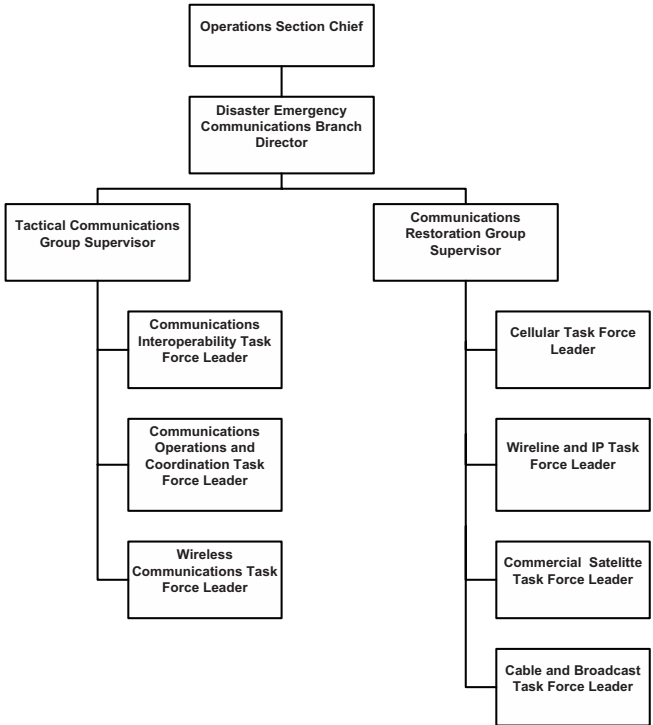 Operations Section Chief
Disaster Emergency
Communications Branch
Director
Tactical Communications
Group Supervisor
Communications
Restoration Group
Supervisor
Communications
Interoperability Task
Force Leader
Cellular Task Force
Leader
Communications
Operations and
Coordination Task
Force Leader
Wireline and IP Task
Force Leader
Wireless
Communications Task
Force Leader
Commercial Satelitte
Task Force Leader
Cable and Broadcast
Task Force Leader